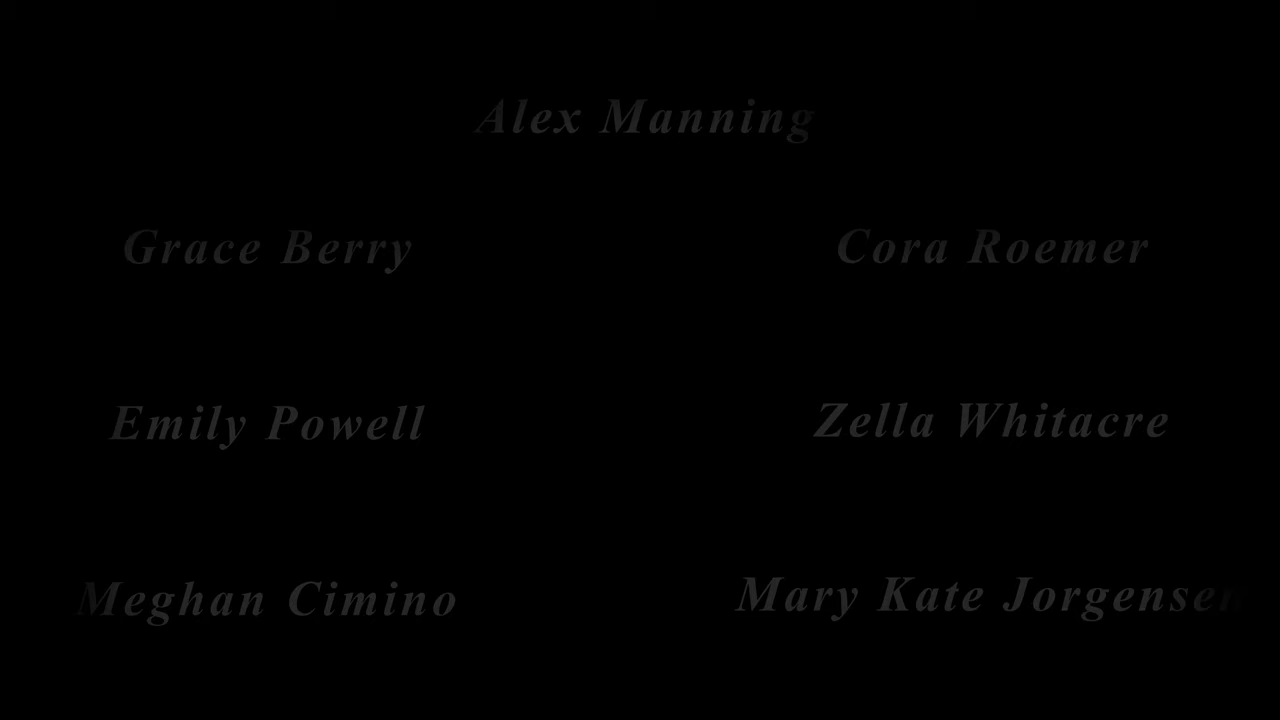 Alex Manning
Grace Berry
Cora Roemer
Emily Powell
Zella Whitacre
Meghan Cimino
Mary Kate Jorgensen